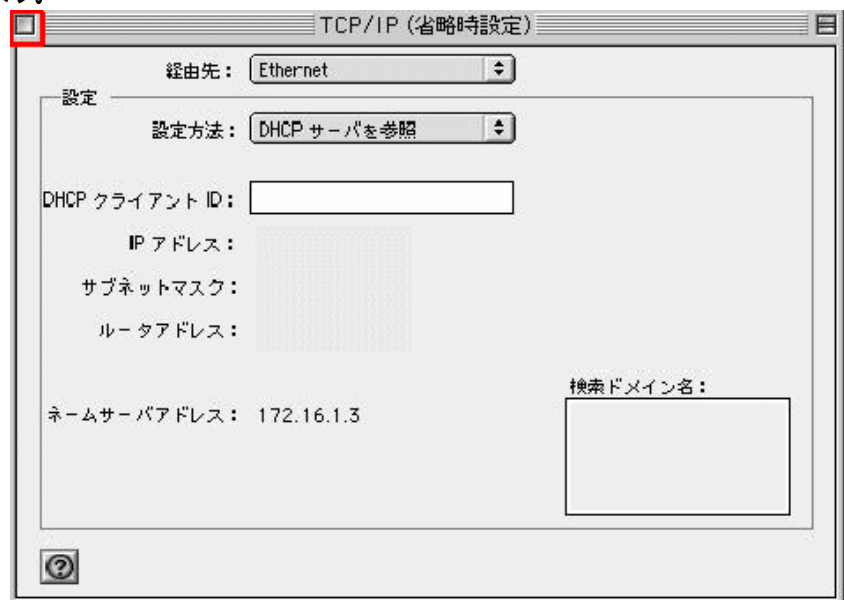 TCP/IP (省略時設定)
経由先： Ethernet
設定
設定方法： DHCP サーバを参照
DHCP クライアント ID：
IP アドレス：
サブネットマスク：
ルータアドレス：
検索ドメイン名：
ネームサーバアドレス： 172.16.1.3
?